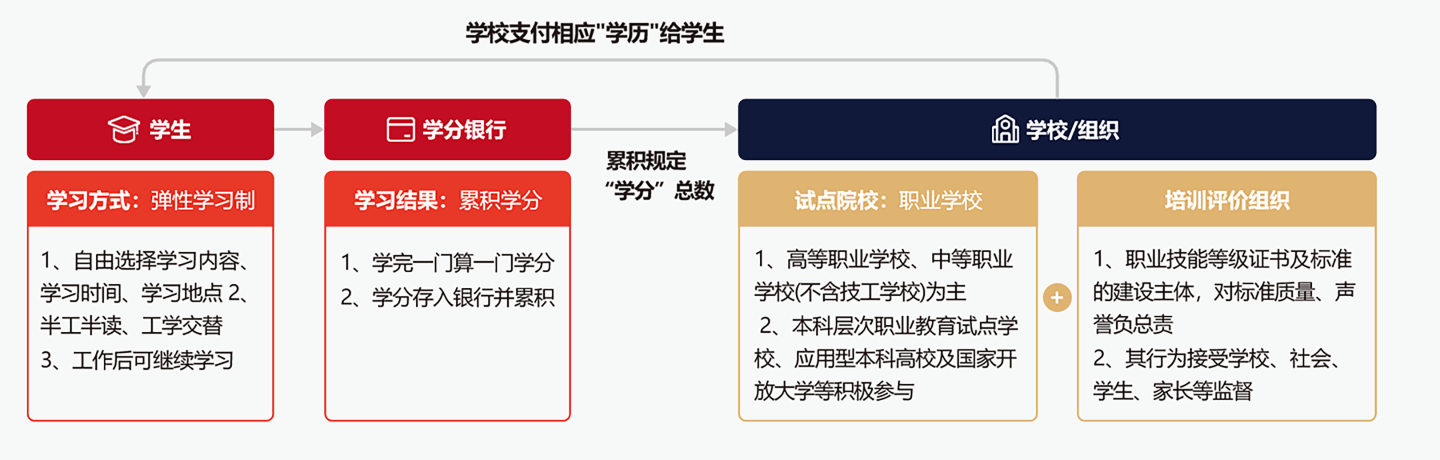 学校支付相应"学历"给学生
学生
学分银行
学校/组织
累积规定
“学分”总数
学习方式：弹性学习制
1、自由选择学习内容、
学习时间、学习地点 2、
半工半读、工学交替
3、工作后可继续学习
学习结果：累积学分
1、学完一门算一门学分
2、学分存入银行并累积
试点院校：职业学校
1、高等职业学校、中等职业
学校(不含技工学校)为主
2、本科层次职业教育试点学
校、应用型本科高校及国家开
放大学等积极参与
+
培训评价组织
1、职业技能等级证书及标准
的建设主体，对标准质量、声
誉负总责
2、其行为接受学校、社会、
学生、家长等监督